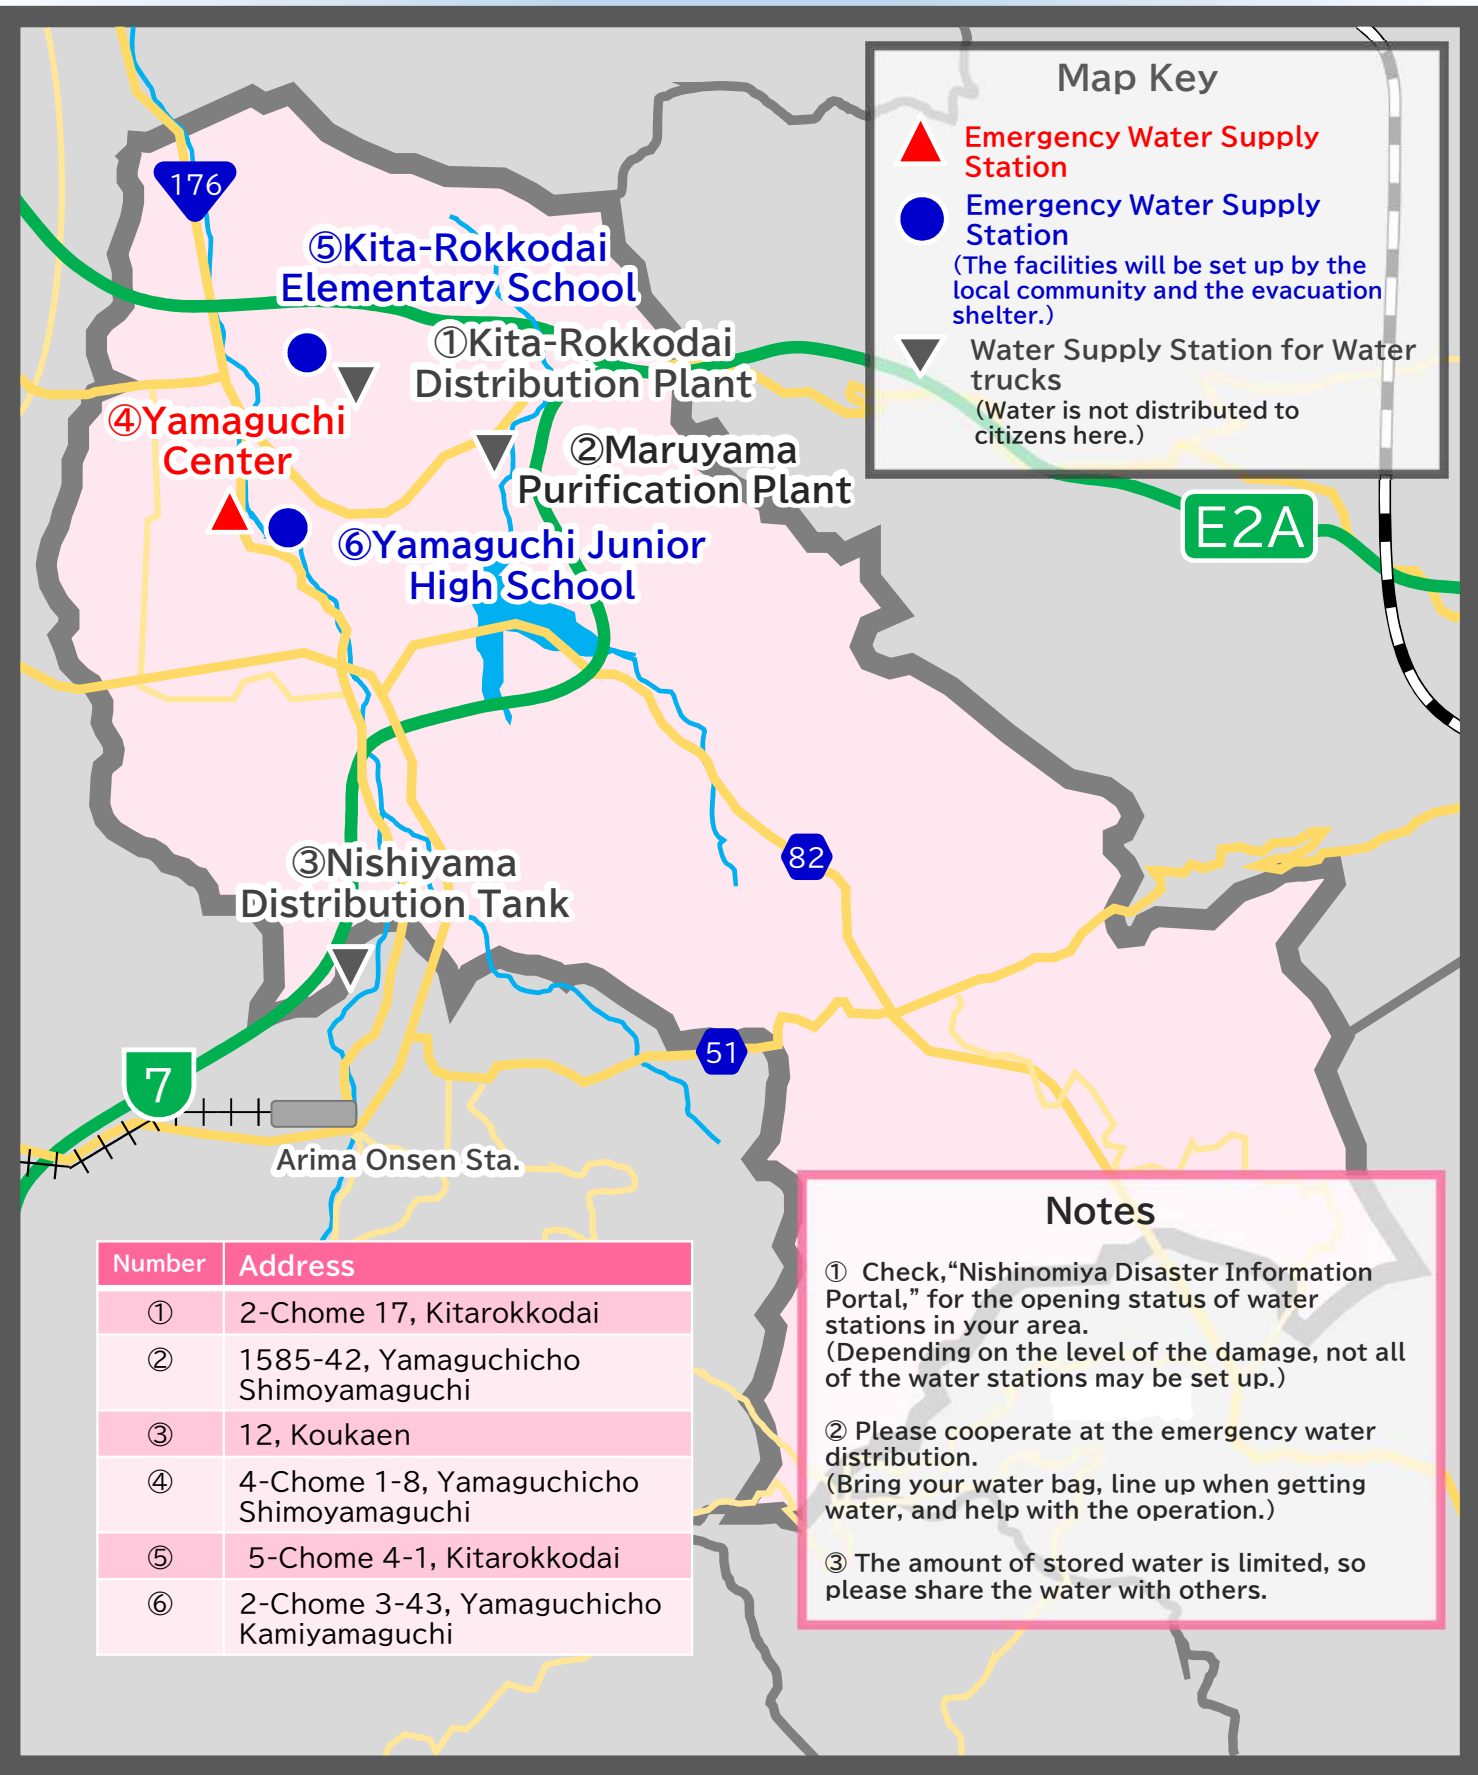 Map Key
Emergency Water Supply
Station
Emergency Water Supply
Station
(The facilities will be set up by the
local community and the evacuation
shelter.)
Water Supply Station for Water
trucks
(Water is not distributed to
citizens here.)
176
⑤Kita-Rokkodai
Elementary School
①Kita-Rokkodai
Distribution Plant
④Yamaguchi
Center
②Maruyama
Purification Plant
E2A
⑥Yamaguchi Junior
High School
82
③Nishiyama
Distribution Tank
51
7
Arima Onsen Sta.
Number Address
① 2-Chome 17, Kitarokkodai
② 1585-42, Yamaguchicho
Shimoyamaguchi
③ 12, Koukaen
④ 4-Chome 1-8, Yamaguchicho
Shimoyamaguchi
⑤ 5-Chome 4-1, Kitarokkodai
⑥ 2-Chome 3-43, Yamaguchicho
Kamiyamaguchi
Notes
① Check,“Nishinomiya Disaster Information
Portal,” for the opening status of water
stations in your area.
(Depending on the level of the damage, not all
of the water stations may be set up.)
② Please cooperate at the emergency water
distribution.
(Bring your water bag, line up when getting
water, and help with the operation.)
③ The amount of stored water is limited, so
please share the water with others.